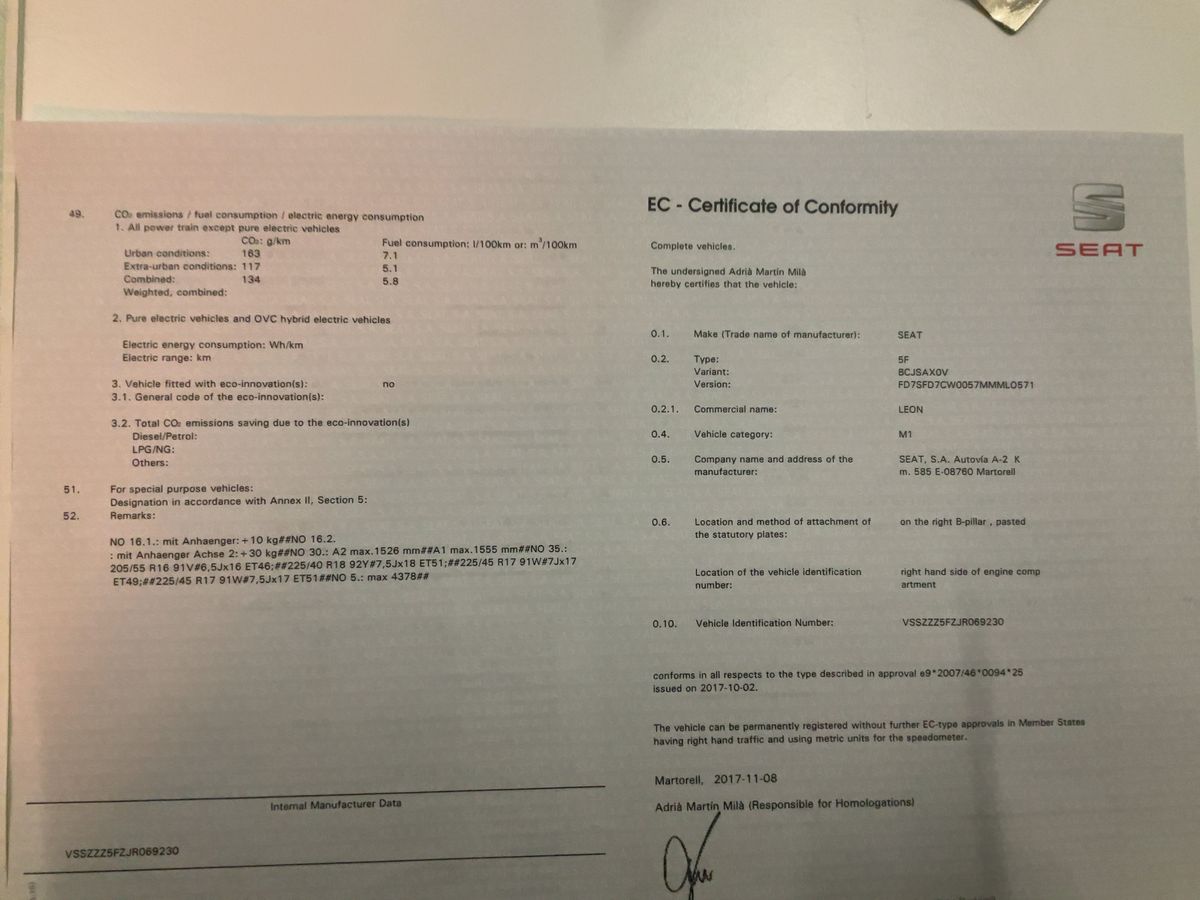 49. CO₂ emissions / fuel consumption / electric energy consumption
1. All power train except pure electric vehicles
CO₂: g/km Fuel consumption: l/100km or: m³/100km
Urban conditions: 163 7.1
Extra-urban conditions: 117 5.1
Combined: 134 5.8
Weighted, combined:
2. Pure electric vehicles and OVC hybrid electric vehicles
Electric energy consumption: Wh/km
Electric range: km
3. Vehicle fitted with eco-innovation(s): no
3.1. General code of the eco-innovation(s):
3.2. Total CO₂ emissions saving due to the eco-innovation(s)
Diesel/Petrol:
LPG/NG:
Others:
51. For special purpose vehicles:
Designation in accordance with Annex II, Section 5:
52. Remarks:
NO 16.1.: mit Anhaenger: +10 kg##NO 16.2.
: mit Anhaenger Achse 2: +30 kg##NO 30.: A2 max.1526 mm##A1 max.1555 mm##NO 35.:
205/55 R16 91V#6,5Jx16 ET46;##225/40 R18 92Y#7,5Jx18 ET51;##225/45 R17 91W#7Jx17
ET49;##225/45 R17 91W#7,5Jx17 ET51##NO 5.: max 4378##
Internal Manufacturer Data
VSSZZZ5FZJR069230
EC - Certificate of Conformity
SEAT
Complete vehicles.
The undersigned Adrià Martín Milà
hereby certifies that the vehicle:
0.1. Make (Trade name of manufacturer): SEAT
0.2. Type: 5F
Variant: BCJSAX0V
Version: FD7SFD7CW0057MMML0571
0.2.1. Commercial name: LEON
0.4. Vehicle category: M1
0.5. Company name and address of the SEAT, S.A. Autovía A-2 K
manufacturer: m. 585 E-08760 Martorell
0.6. Location and method of attachment of on the right B-pillar , pasted
the statutory plates:
Location of the vehicle identification right hand side of engine comp
number: artment
0.10. Vehicle Identification Number: VSSZZZ5FZJR069230
conforms in all respects to the type described in approval e9*2007/46*0094*25
issued on 2017-10-02.
The vehicle can be permanently registered without further EC-type approvals in Member States
having right hand traffic and using metric units for the speedometer.
Martorell, 2017-11-08
Adrià Martín Milà (Responsible for Homologations)